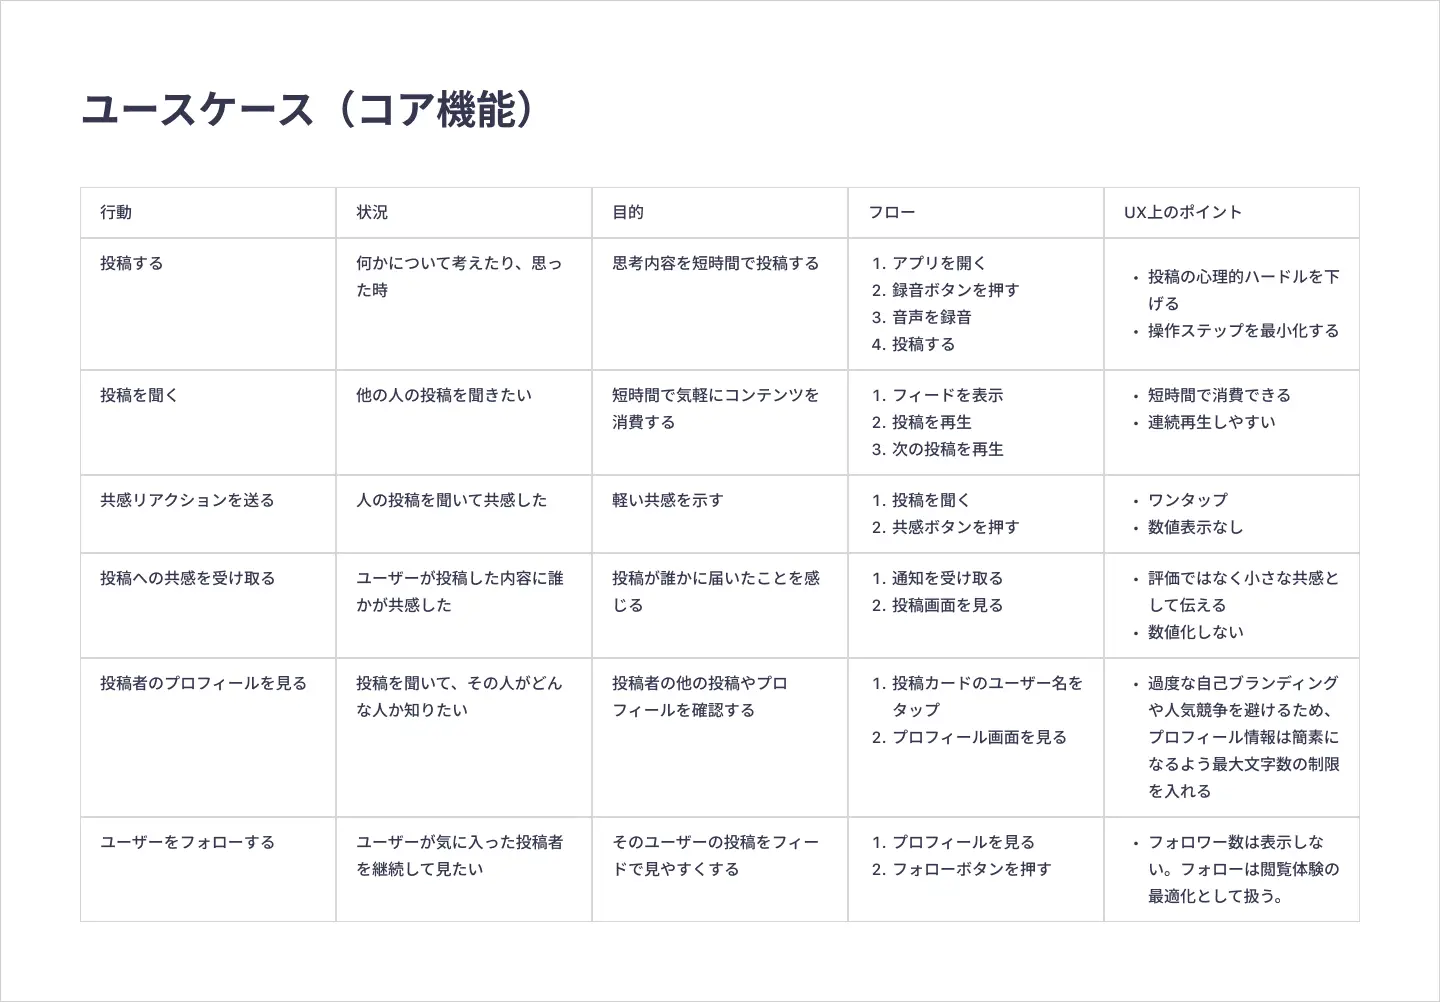 ユースケース（コア機能）
行動
状況
目的
フロー
UX上のポイント
投稿する
何かについて考えたり、思っ
た時
思考内容を短時間で投稿する
1. アプリを開く
2. 録音ボタンを押す
3. 音声を録音
4. 投稿する
• 投稿の心理的ハードルを下
げる
• 操作ステップを最小化する
投稿を聞く
他の人の投稿を聞きたい
短時間で気軽にコンテンツを
消費する
1. フィードを表示
2. 投稿を再生
3. 次の投稿を再生
• 短時間で消費できる
• 連続再生しやすい
共感リアクションを送る
人の投稿を聞いて共感した
軽い共感を示す
1. 投稿を聞く
2. 共感ボタンを押す
• ワンタップ
• 数値表示なし
投稿への共感を受け取る
ユーザーが投稿した内容に誰
かが共感した
投稿が誰かに届いたことを感
じる
1. 通知を受け取る
2. 投稿画面を見る
• 評価ではなく小さな共感と
して伝える
• 数値化しない
投稿者のプロフィールを見る
投稿を聞いて、その人がどん
な人か知りたい
投稿者の他の投稿やプロ
フィールを確認する
1. 投稿カードのユーザー名を
タップ
2. プロフィール画面を見る
• 過度な自己ブランディング
や人気競争を避けるため、
プロフィール情報は簡素に
なるよう最大文字数の制限
を入れる
ユーザーをフォローする
ユーザーが気に入った投稿者
を継続して見たい
そのユーザーの投稿をフィー
ドで見やすくする
1. プロフィールを見る
2. フォローボタンを押す
• フォロワー数は表示しな
い。フォローは閲覧体験の
最適化として扱う。